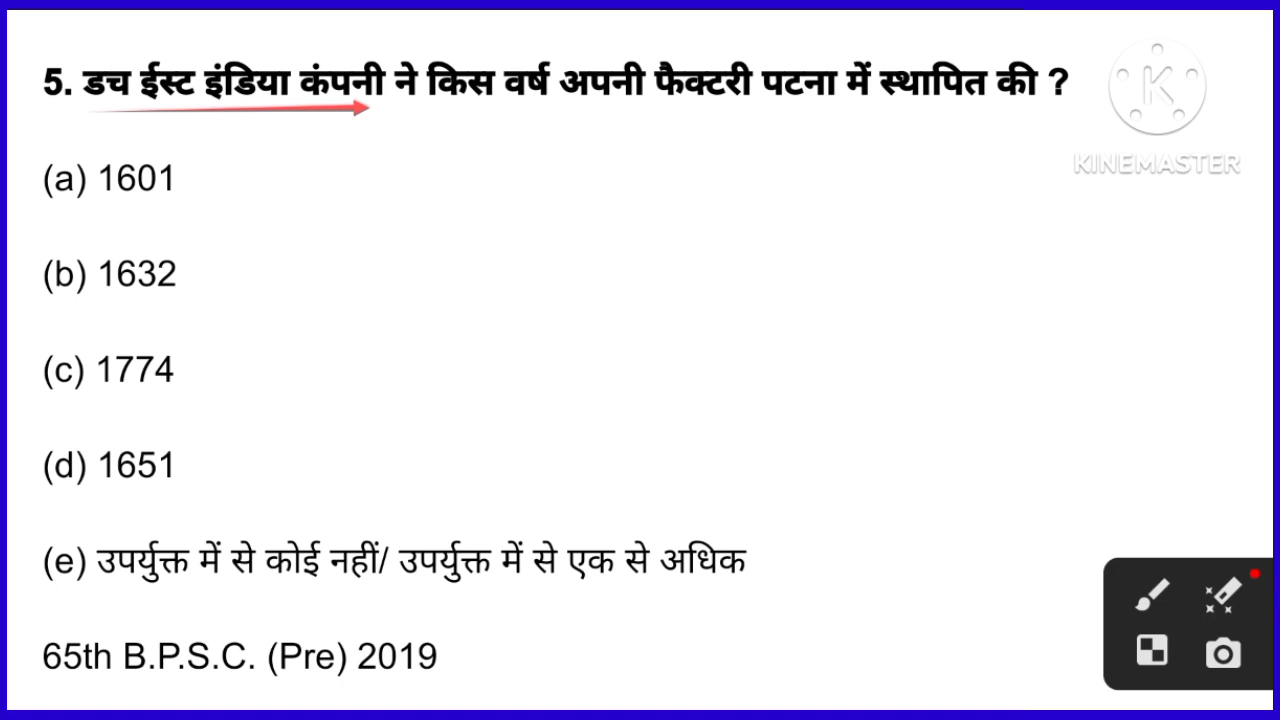 5. डच ईस्ट इंडिया कंपनी ने किस वर्ष अपनी फैक्टरी पटना में स्थापित की ?
K
KINEMASTER
(a) 1601
(b) 1632
(c) 1774
(d) 1651
(e) उपर्युक्त में से कोई नहीं/ उपर्युक्त में से एक से अधिक
65th B.P.S.C. (Pre) 2019